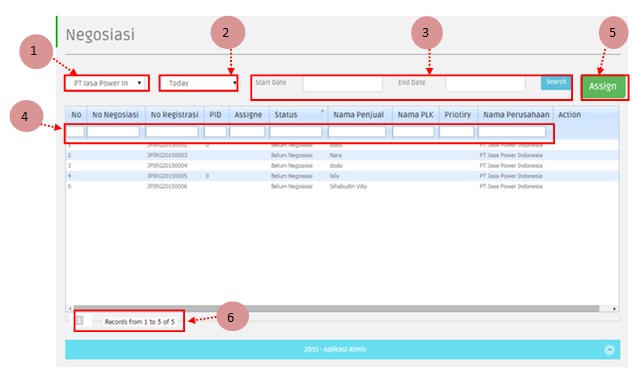 Negosiasi
1
2
3
5
PT Jasa Power In
Today
Start Date
End Date
Search
Assign
4
No No Negosiasi No Registrasi PID Assigne Status Nama Penjual Nama PLK Priotiry Nama Perusahaan Action
1 JPIRG20150002 0 Belum Negosiasi dodo PT Jasa Power Indonesia
2 JPIRG20150003 Belum Negosiasi Nara PT Jasa Power Indonesia
3 JPIRG20150004 Belum Negosiasi dodo PT Jasa Power Indonesia
4 JPIRG20150005 0 Belum Negosiasi lala PT Jasa Power Indonesia
5 JPIRG20150006 Belum Negosiasi Sihabudin Viky PT Jasa Power Indonesia
1 Records from 1 to 5 of 5
6
2015 - Aplikasi Aimis